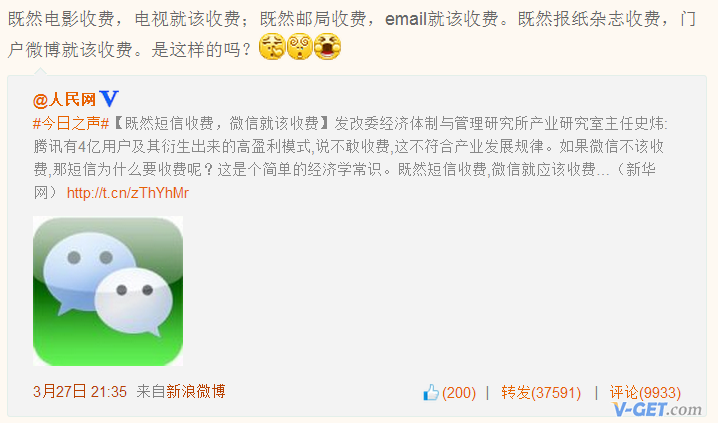 既然电影收费，电视就该收费；既然邮局收费，email就该收费。既然报纸杂志收费，门
户微博就该收费。是这样的吗？
@人民网
#今日之声#【既然短信收费，微信就该收费】发改委经济体制与管理研究所产业研究室主任史炜:
腾讯有4亿用户及其衍生出来的高盈利模式,说不敢收费,这不符合产业发展规律。如果微信不该收
费,那短信为什么要收费呢？这是个简单的经济学常识。既然短信收费,微信就应该收费...（新华
网） http://t.cn/zThYhMr
3月27日 21:35 来自新浪微博 (200) | 转发(37591) | 评论(9933)
V-GET.com